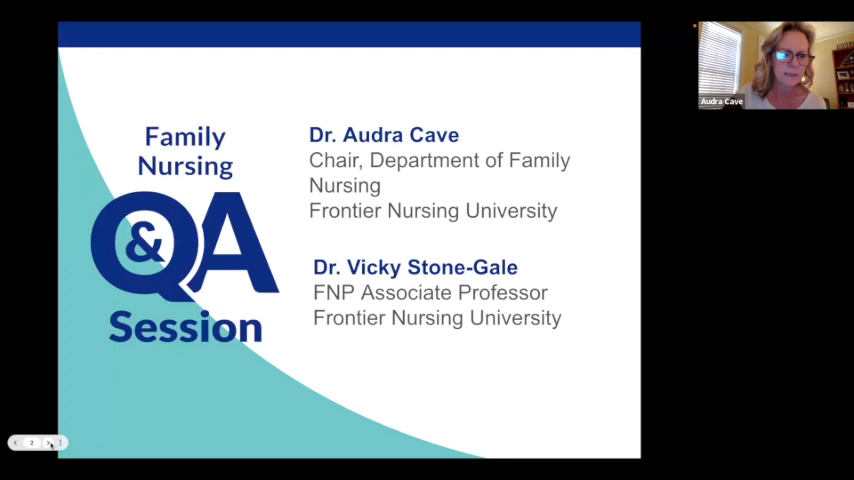 Family
Nursing
Q&A
Session
Dr. Audra Cave
Chair, Department of Family
Nursing
Frontier Nursing University
Dr. Vicky Stone-Gale
FNP Associate Professor
Frontier Nursing University
Audra Cave
2